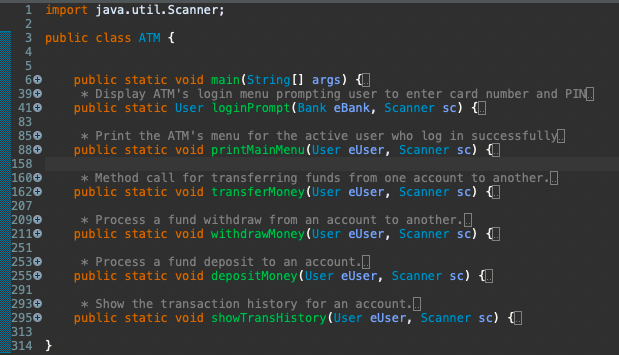 1 import java.util.Scanner;
2
3 public class ATM {
4
5
6 public static void main(String[] args) {
39 * Display ATM's login menu prompting user to enter card number and PIN
41 public static User loginPrompt(Bank eBank, Scanner sc) {
83
85 * Print the ATM's menu for the active user who log in successfully
88 public static void printMainMenu(User eUser, Scanner sc) {
158
160 * Method call for transferring funds from one account to another.
162 public static void transferMoney(User eUser, Scanner sc) {
207
209 * Process a fund withdraw from an account to another.
211 public static void withdrawMoney(User eUser, Scanner sc) {
251
253 * Process a fund deposit to an account.
255 public static void depositMoney(User eUser, Scanner sc) {
291
293 * Show the transaction history for an account.
295 public static void showTransHistory(User eUser, Scanner sc) {
313
314 }